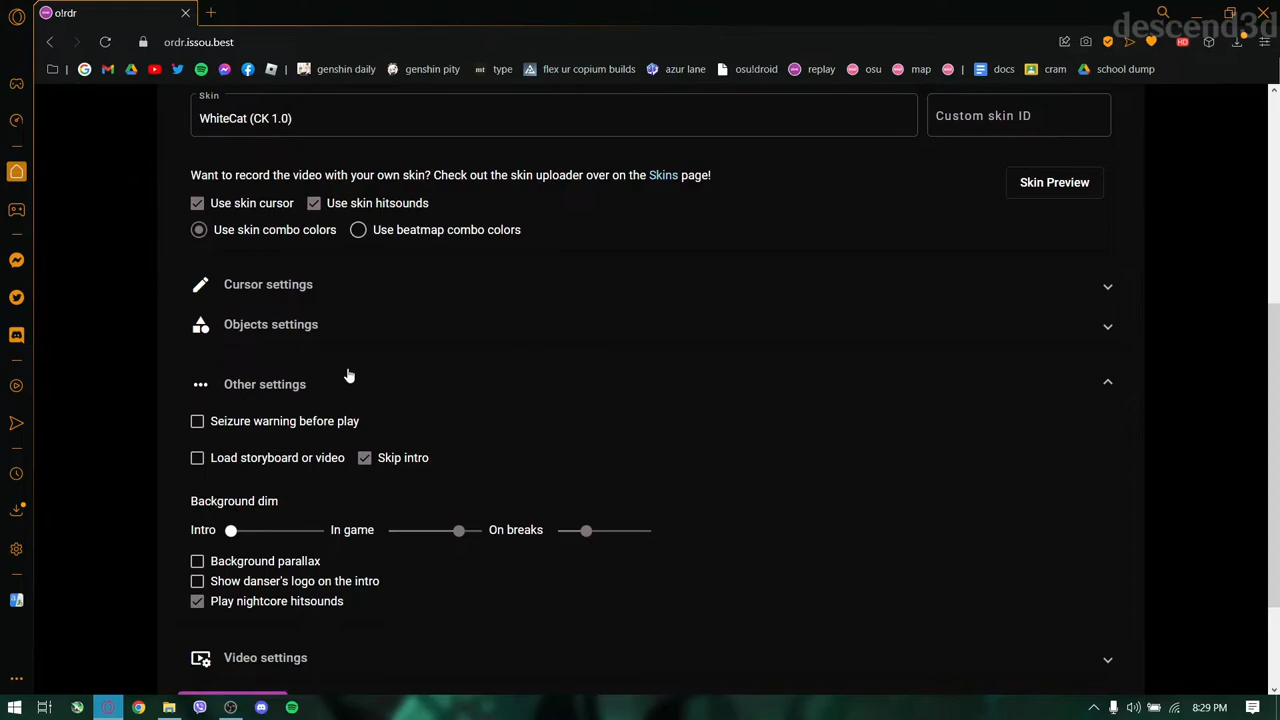 o!rdr
descend3d
ordr.issou.best
HD
genshin daily
genshin pity
mt type
flex ur copium builds
azur lane
osu!droid
replay
osu
map
docs
cram
school dump
Skin
WhiteCat (CK 1.0)
Custom skin ID
Want to record the video with your own skin? Check out the skin uploader over on the Skins page!
Skin Preview
Use skin cursor
Use skin hitsounds
Use skin combo colors
Use beatmap combo colors
Cursor settings
Objects settings
Other settings
Seizure warning before play
Load storyboard or video
Skip intro
Background dim
Intro
In game
On breaks
Background parallax
Show danser's logo on the intro
Play nightcore hitsounds
Video settings
8:29 PM